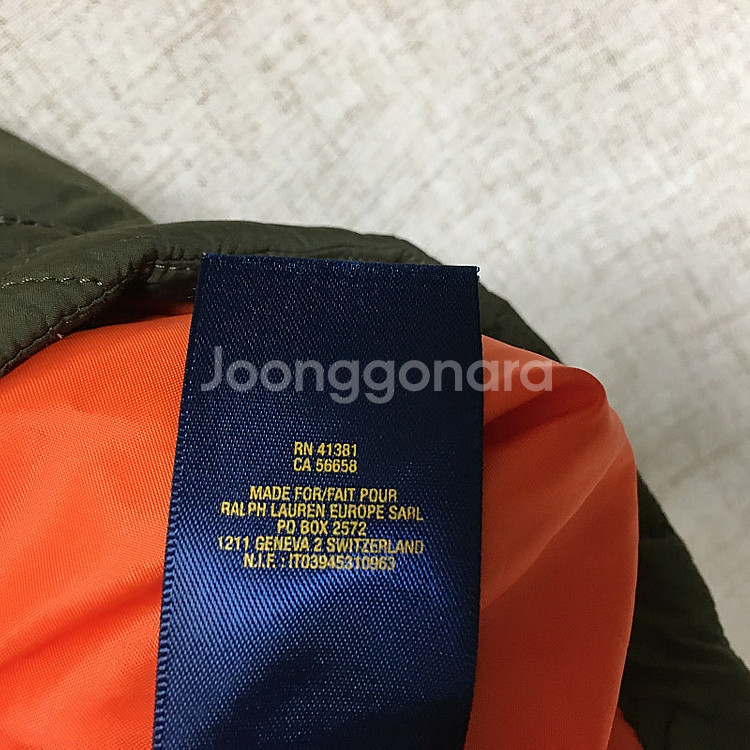 Joonggonara
RN 41381
CA 56658
MADE FOR/FAIT POUR
RALPH LAUREN EUROPE SARL
PO BOX 2572
1211 GENEVA 2 SWITZERLAND
N.I.F. : IT03945310963